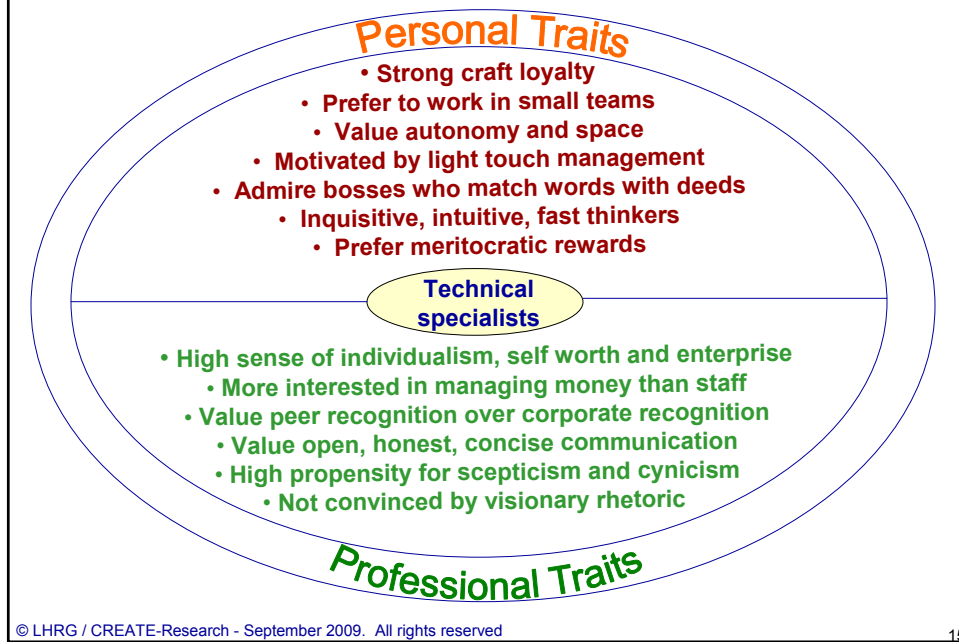 Personal Traits
• Strong craft loyalty
• Prefer to work in small teams
• Value autonomy and space
• Motivated by light touch management
• Admire bosses who match words with deeds
• Inquisitive, intuitive, fast thinkers
• Prefer meritocratic rewards
Technical
specialists
• High sense of individualism, self worth and enterprise
• More interested in managing money than staff
• Value peer recognition over corporate recognition
• Value open, honest, concise communication
• High propensity for scepticism and cynicism
• Not convinced by visionary rhetoric
Professional Traits
© LHRG / CREATE-Research - September 2009. All rights reserved